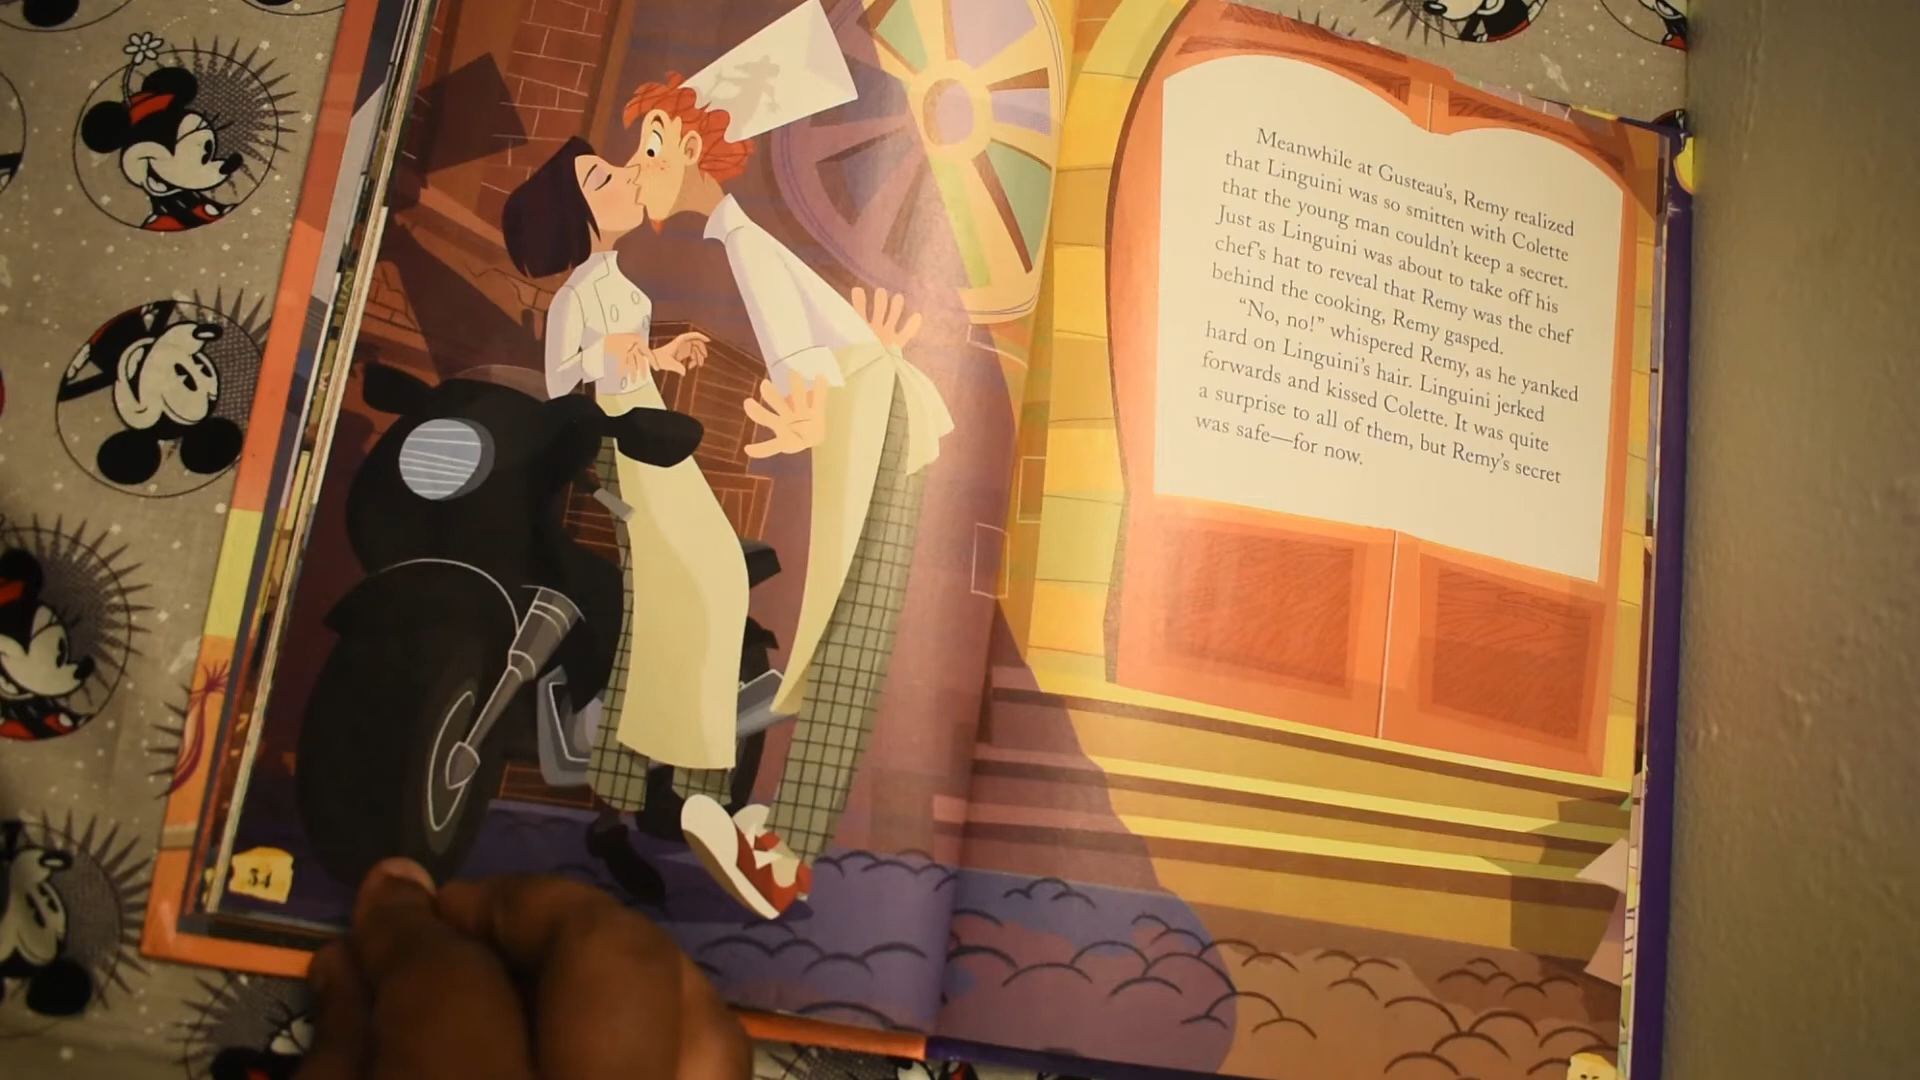 Meanwhile at Gusteau's, Remy realized
that Linguini was so smitten with Colette
that the young man couldn't keep a secret.
Just as Linguini was about to take off his
chef's hat to reveal that Remy was the chef
behind the cooking, Remy gasped.
“No, no!” whispered Remy, as he yanked
hard on Linguini's hair. Linguini jerked
forwards and kissed Colette. It was quite
a surprise to all of them, but Remy's secret
was safe—for now.
34